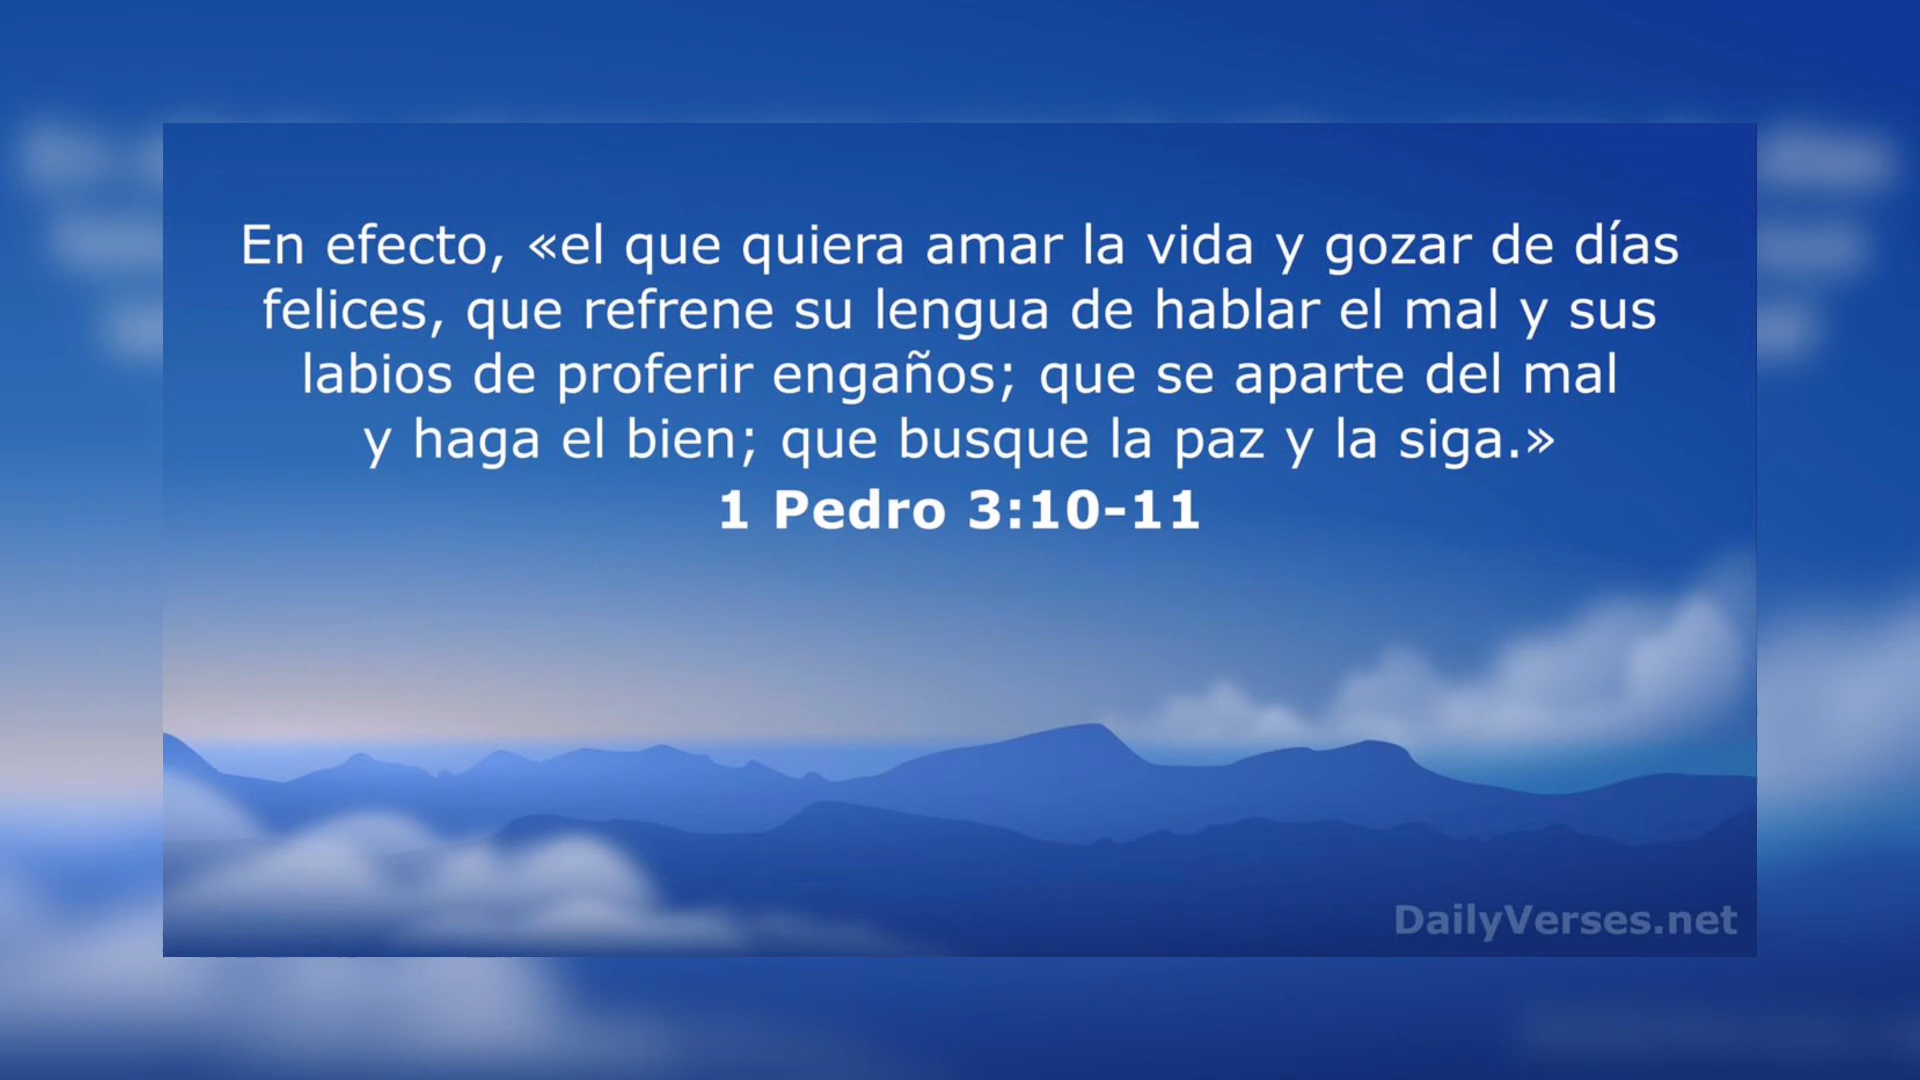 En efecto, «el que quiera amar la vida y gozar de días
felices, que refrene su lengua de hablar el mal y sus
labios de proferir engaños; que se aparte del mal
y haga el bien; que busque la paz y la siga.»
1 Pedro 3:10-11
DailyVerses.net